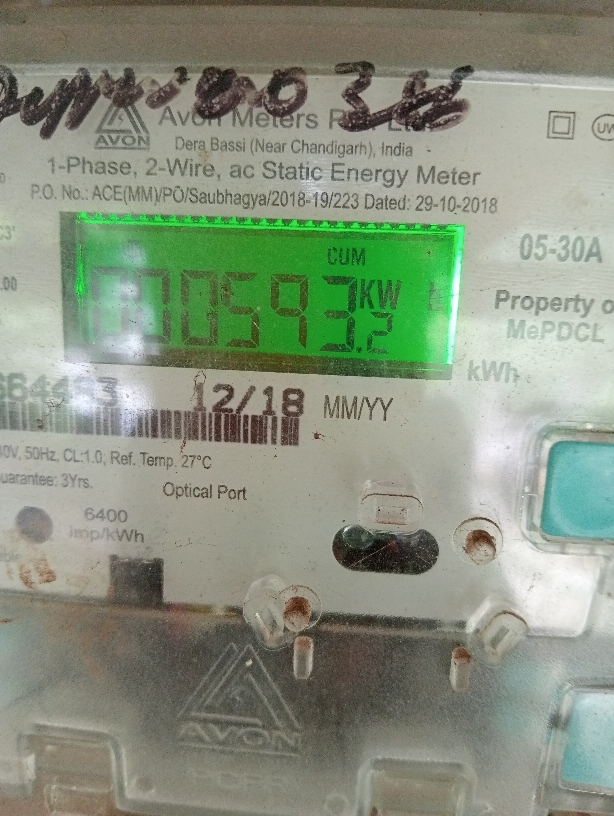 Avon Meters P
AVON
Dera Bassi (Near Chandigarh), India
1-Phase, 2-Wire, ac Static Energy Meter
P.O. No.: ACE(MM)/PO/Saubhagya/2018-19/223 Dated: 29-10-2018
CUM
000593.2 KW
05-30A
Property o
MePDCL
kWh
12/18 MM/YY
40V, 50Hz, CL:1.0, Ref. Temp. 27°C
uarantee: 3Yrs.
Optical Port
6400
imp/kWh
AVON